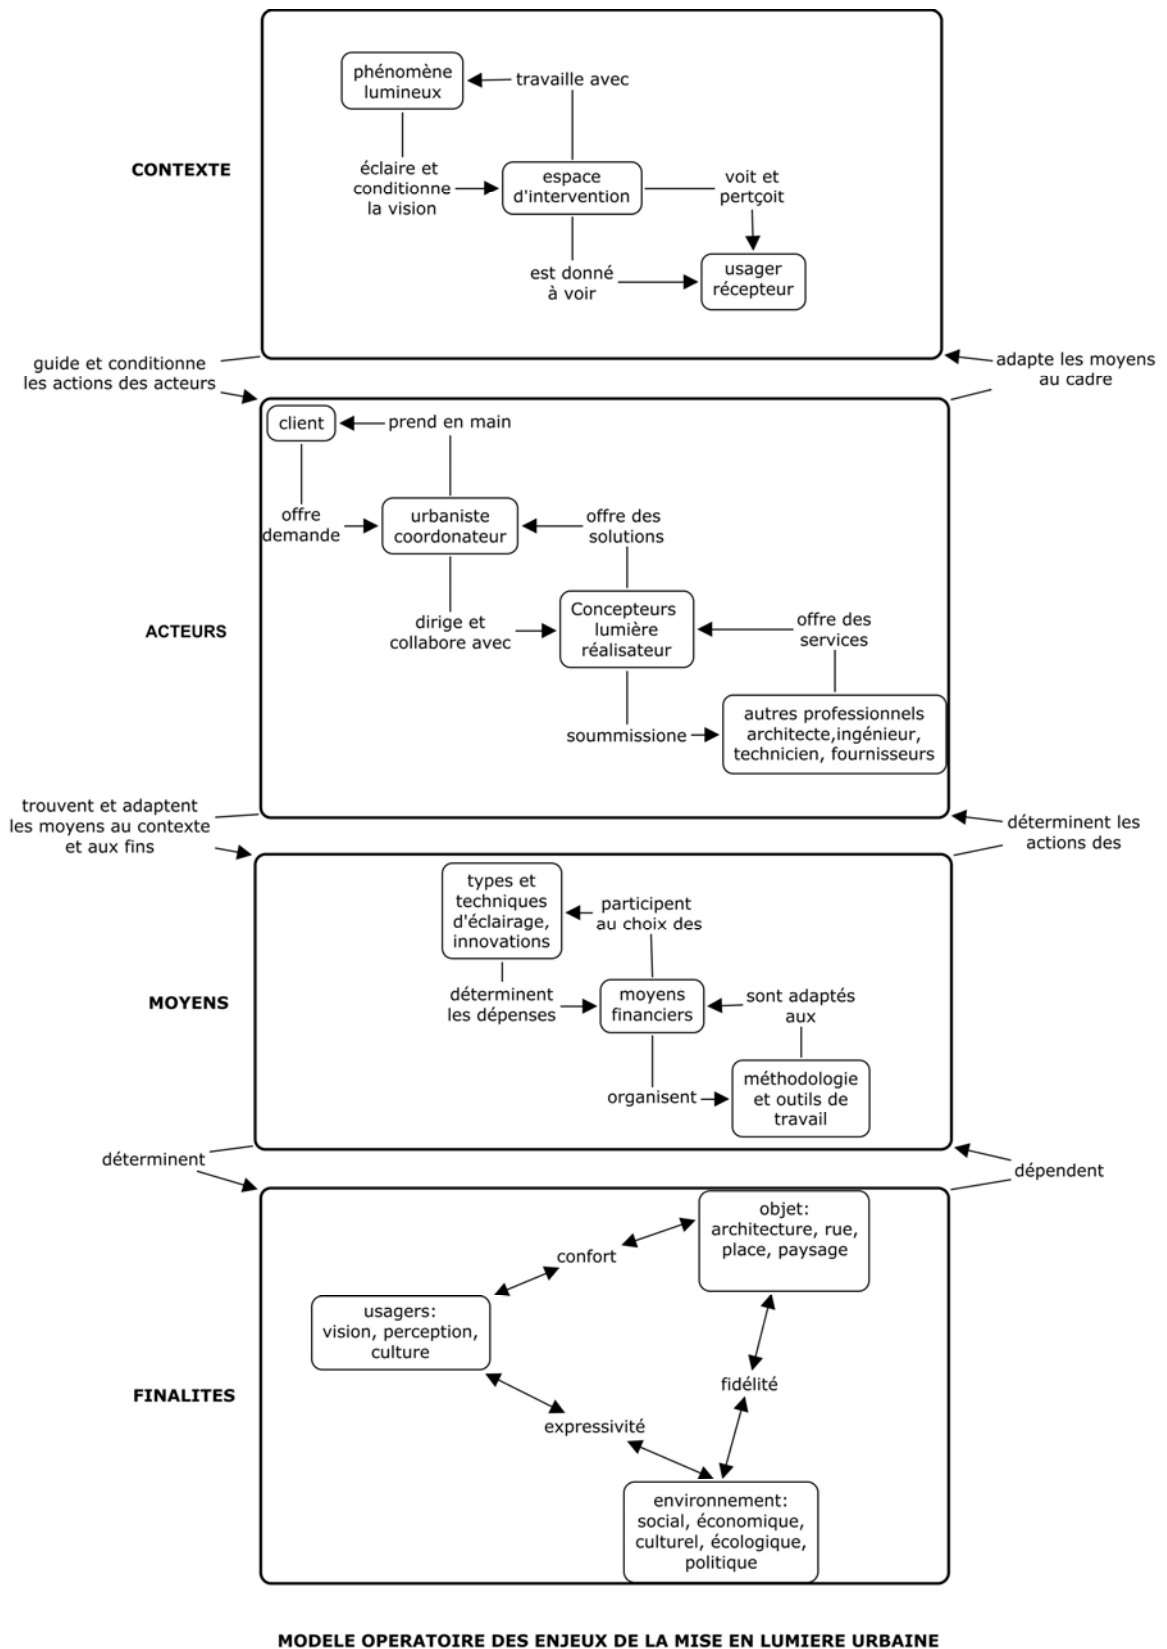 phénomène
lumineux
travaille avec
CONTEXTE
éclaire et
conditionne
la vision
espace
d'intervention
voit et
pertçoit
est donné
à voir
usager
récepteur
guide et conditionne
les actions des acteurs
adapte les moyens
au cadre
client
prend en main
offre
demande
urbaniste
coordonateur
offre des
solutions
ACTEURS
dirige et
collabore avec
Concepteurs
lumière
réalisateur
offre des
services
soummissione
autres professionnels
architecte,ingénieur,
technicien, fournisseurs
trouvent et adaptent
les moyens au contexte
et aux fins
déterminent les
actions des
types et
techniques
d'éclairage,
innovations
participent
au choix des
MOYENS
déterminent
les dépenses
moyens
financiers
sont adaptés
aux
organisent
méthodologie
et outils de
travail
déterminent
dépendent
objet:
architecture, rue,
place, paysage
confort
usagers:
vision, perception,
culture
FINALITES
fidélité
expressivité
environnement:
social, économique,
culturel, écologique,
politique
MODELE OPERATOIRE DES ENJEUX DE LA MISE EN LUMIERE URBAINE